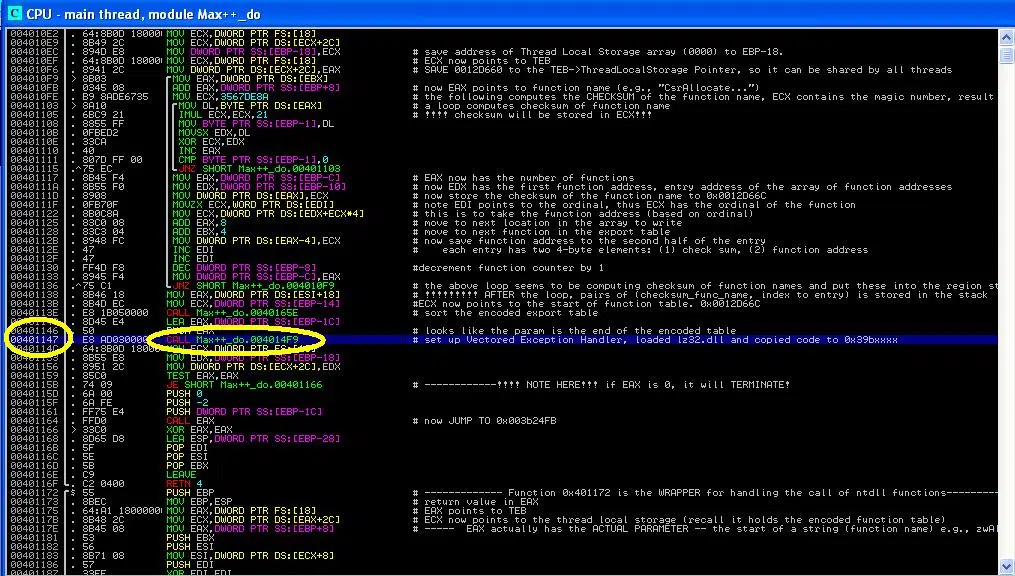 CPU - main thread, module Max++_do
004010E2 . 64:8B0D 180000 MOV ECX,DWORD PTR FS:[18]
004010E9 . 8B49 2C MOV ECX,DWORD PTR DS:[ECX+2C]
004010EC . 894D E8 MOV DWORD PTR SS:[EBP-18],ECX # save address of Thread Local Storage array (0000) to EBP-18.
004010EF . 64:8B0D 180000 MOV ECX,DWORD PTR FS:[18] # ECX now points to TEB
004010F6 . 8941 2C MOV DWORD PTR DS:[ECX+2C],EAX # SAVE 0012D660 to the TEB->ThreadLocalStorage Pointer, so it can be shared by all threads
004010F9 > 8B03 MOV EAX,DWORD PTR DS:[EBX]
004010FB . 0345 08 ADD EAX,DWORD PTR SS:[EBP+8] # now EAX points to function name (e.g., "CsrAllocate...")
004010FE . B9 8ADE6735 MOV ECX,3567DE8A # the following computes the CHECKSUM of the function name, ECX contains the magic number, result
00401103 > 8A10 MOV DL,BYTE PTR DS:[EAX] # a loop computes checksum of function name
00401105 . 6BC9 21 IMUL ECX,ECX,21 # !!!! checksum will be stored in ECX!!!
00401108 . 8855 FF MOV BYTE PTR SS:[EBP-1],DL
0040110B . 0FBED2 MOVSX EDX,DL
0040110E . 33CA XOR ECX,EDX
00401110 . 40 INC EAX
00401111 . 807D FF 00 CMP BYTE PTR SS:[EBP-1],0
00401115 .^75 EC JNZ SHORT Max++_do.00401103
00401117 . 8B45 F4 MOV EAX,DWORD PTR SS:[EBP-C] # EAX now has the number of functions
0040111A . 8B55 F0 MOV EDX,DWORD PTR SS:[EBP-10] # now EDX has the first function address, entry address of the array of function addresses
0040111D . 8908 MOV DWORD PTR DS:[EAX],ECX # now store the checksum of the function name to 0x0012D66C
0040111F . 0FB70F MOVZX ECX,WORD PTR DS:[EDI] # note EDI points to the ordinal, thus ECX has the ordinal of the function
00401122 . 8B0C8A MOV ECX,DWORD PTR DS:[EDX+ECX*4] # this is to take the function address (based on ordinal)
00401125 . 83C0 08 ADD EAX,8 # move to next location in the array to write
00401128 . 83C3 04 ADD EBX,4 # move to next function in the export table
0040112B . 8948 FC MOV DWORD PTR DS:[EAX-4],ECX # now save function address to the second half of the entry
0040112E . 47 INC EDI # each entry has two 4-byte elements: (1) check sum, (2) function address
0040112F . 47 INC EDI
00401130 . FF4D F8 DEC DWORD PTR SS:[EBP-8] #decrement function counter by 1
00401133 . 8945 F4 MOV DWORD PTR SS:[EBP-C],EAX
00401136 .^75 C1 JNZ SHORT Max++_do.004010F9 # the above loop seems to be computing checksum of function names and put these into the region st
00401138 . 8B46 18 MOV EAX,DWORD PTR DS:[ESI+18] # !!!!!!!!! AFTER the loop, pairs of (checksum_func_name, index to entry) is stored in the stack
0040113B . 8B4D EC MOV ECX,DWORD PTR SS:[EBP-14] #ECX now points to the start of function table. 0x0012D66C
0040113E . E8 1B050000 CALL Max++_do.0040165E # sort the encoded export table
00401143 . 8D45 E4 LEA EAX,DWORD PTR SS:[EBP-1C]
00401146 . 50 PUSH EAX # looks like the param is the end of the encoded table
00401147 . E8 AD030000 CALL Max++_do.004014F9 # set up Vectored Exception Handler, loaded lz32.dll and copied code to 0x39bxxxx
0040114C . 64:8B0D 180000 MOV ECX,DWORD PTR FS:[18]
00401153 . 8B55 E8 MOV EDX,DWORD PTR SS:[EBP-18]
00401156 . 8951 2C MOV DWORD PTR DS:[ECX+2C],EDX
00401159 . 85C0 TEST EAX,EAX
0040115B . 74 09 JE SHORT Max++_do.00401166 # ------------!!!! NOTE HERE!!! if EAX is 0, it will TERMINATE!
0040115D . 6A 00 PUSH 0
0040115F . 6A FE PUSH -2
00401161 . FF75 E4 PUSH DWORD PTR SS:[EBP-1C]
00401164 . FFD0 CALL EAX # now JUMP TO 0x003b24FB
00401166 > 33C0 XOR EAX,EAX
00401168 . 8D65 D8 LEA ESP,DWORD PTR SS:[EBP-28]
0040116B . 5F POP EDI
0040116C . 5E POP ESI
0040116D . 5B POP EBX
0040116E . C9 LEAVE
0040116F . C2 0400 RETN 4
00401172 $ 55 PUSH EBP # ------------- Function 0x401172 is the WRAPPER for handling the call of ntdll functions---------
00401173 . 8BEC MOV EBP,ESP # return value in EAX
00401175 . 64:A1 18000000 MOV EAX,DWORD PTR FS:[18] # EAX points to TEB
0040117B . 8B48 2C MOV ECX,DWORD PTR DS:[EAX+2C] # ECX now points to the thread local storage (recall it holds the encoded function table)
0040117E . 8B45 08 MOV EAX,DWORD PTR SS:[EBP+8] # ----- EAX actually has the ACTUAL PARAMETER -- the start of a string (function name) e.g., zwAl
00401181 . 53 PUSH EBX
00401182 . 56 PUSH ESI
00401183 . 8B71 08 MOV ESI,DWORD PTR DS:[ECX+8]
00401186 . 57 PUSH EDI
00401187 . 33FF XOR EDI,EDI